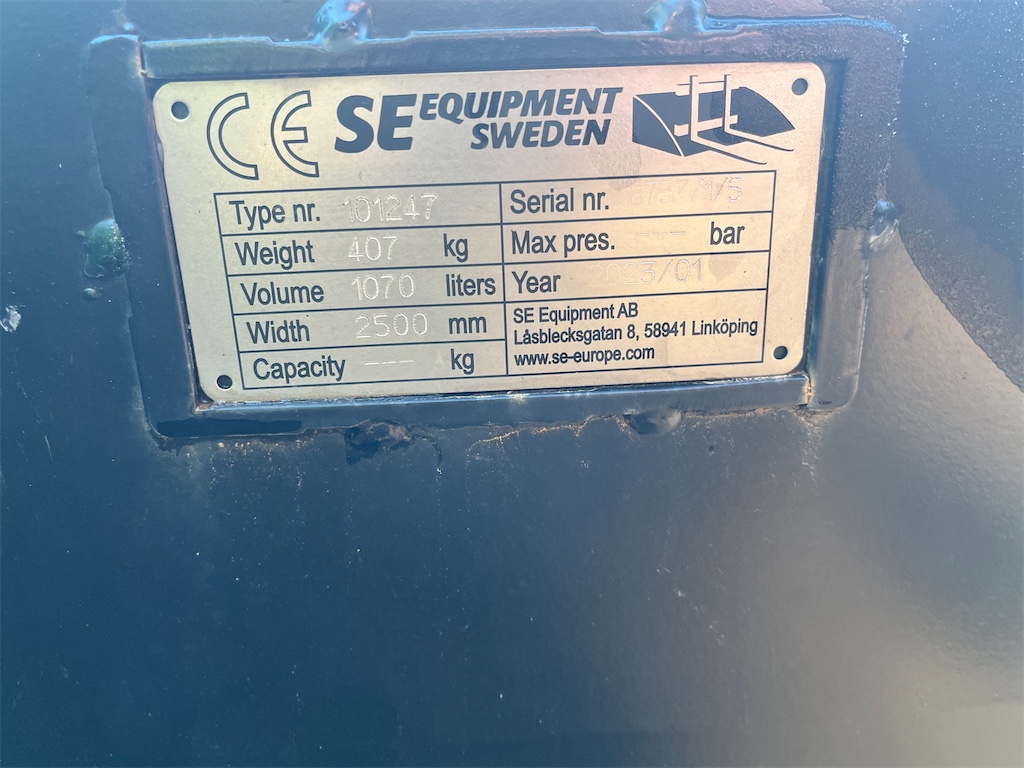 CE SE EQUIPMENT SWEDEN
Type nr. 101247
Weight 407 kg
Volume 1070 liters
Width 2500 mm
Capacity --- kg
Serial nr.
Max pres. --- bar
Year 2023/01
SE Equipment AB
Låsblecksgatan 8, 58941 Linköping
www.se-europe.com